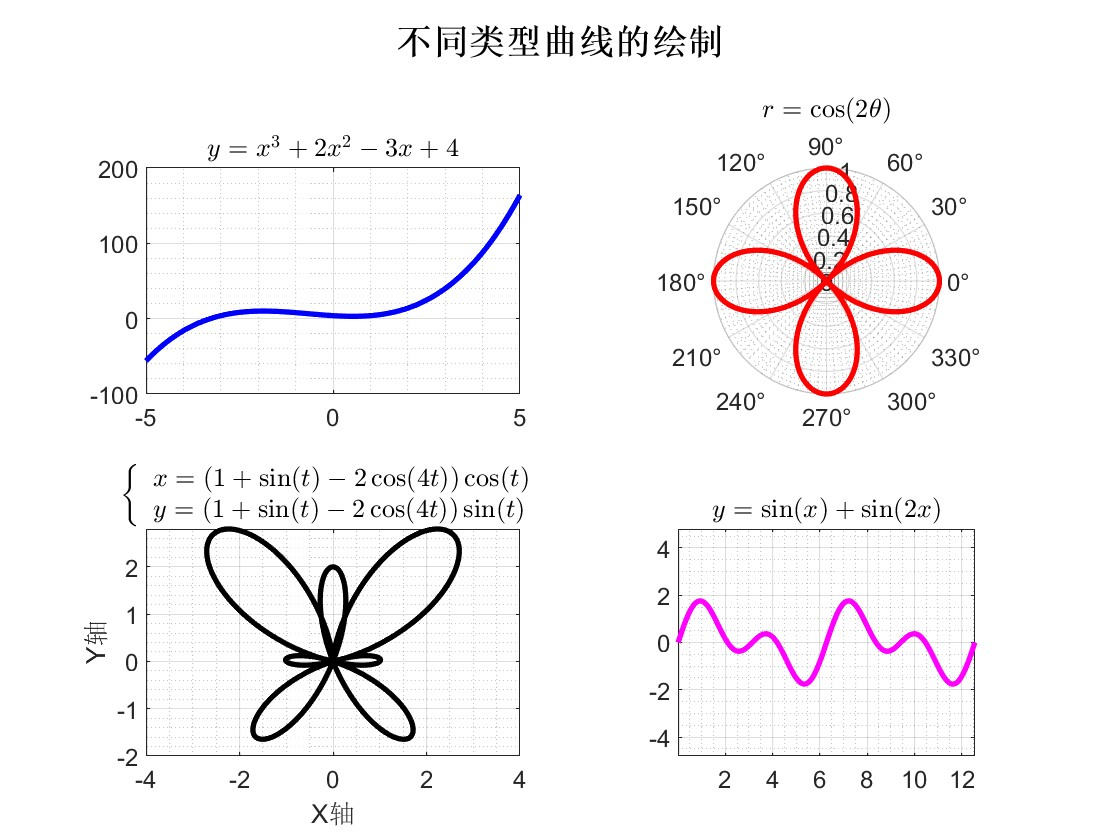 不同类型曲线的绘制
y = x³ + 2x² − 3x + 4
200
100
0
-100
-5 0 5
r = cos(2θ)
90°
120° 60°
150° 30°
180° 0°
210° 330°
240° 300°
270°
1
0.8
0.6
0.4
0.2
0
{ x = (1 + sin(t) − 2 cos(4t)) cos(t)
y = (1 + sin(t) − 2 cos(4t)) sin(t)
2
1
0
-1
-2
-4 -2 0 2 4
Y轴
X轴
y = sin(x) + sin(2x)
4
2
0
-2
-4
2 4 6 8 10 12